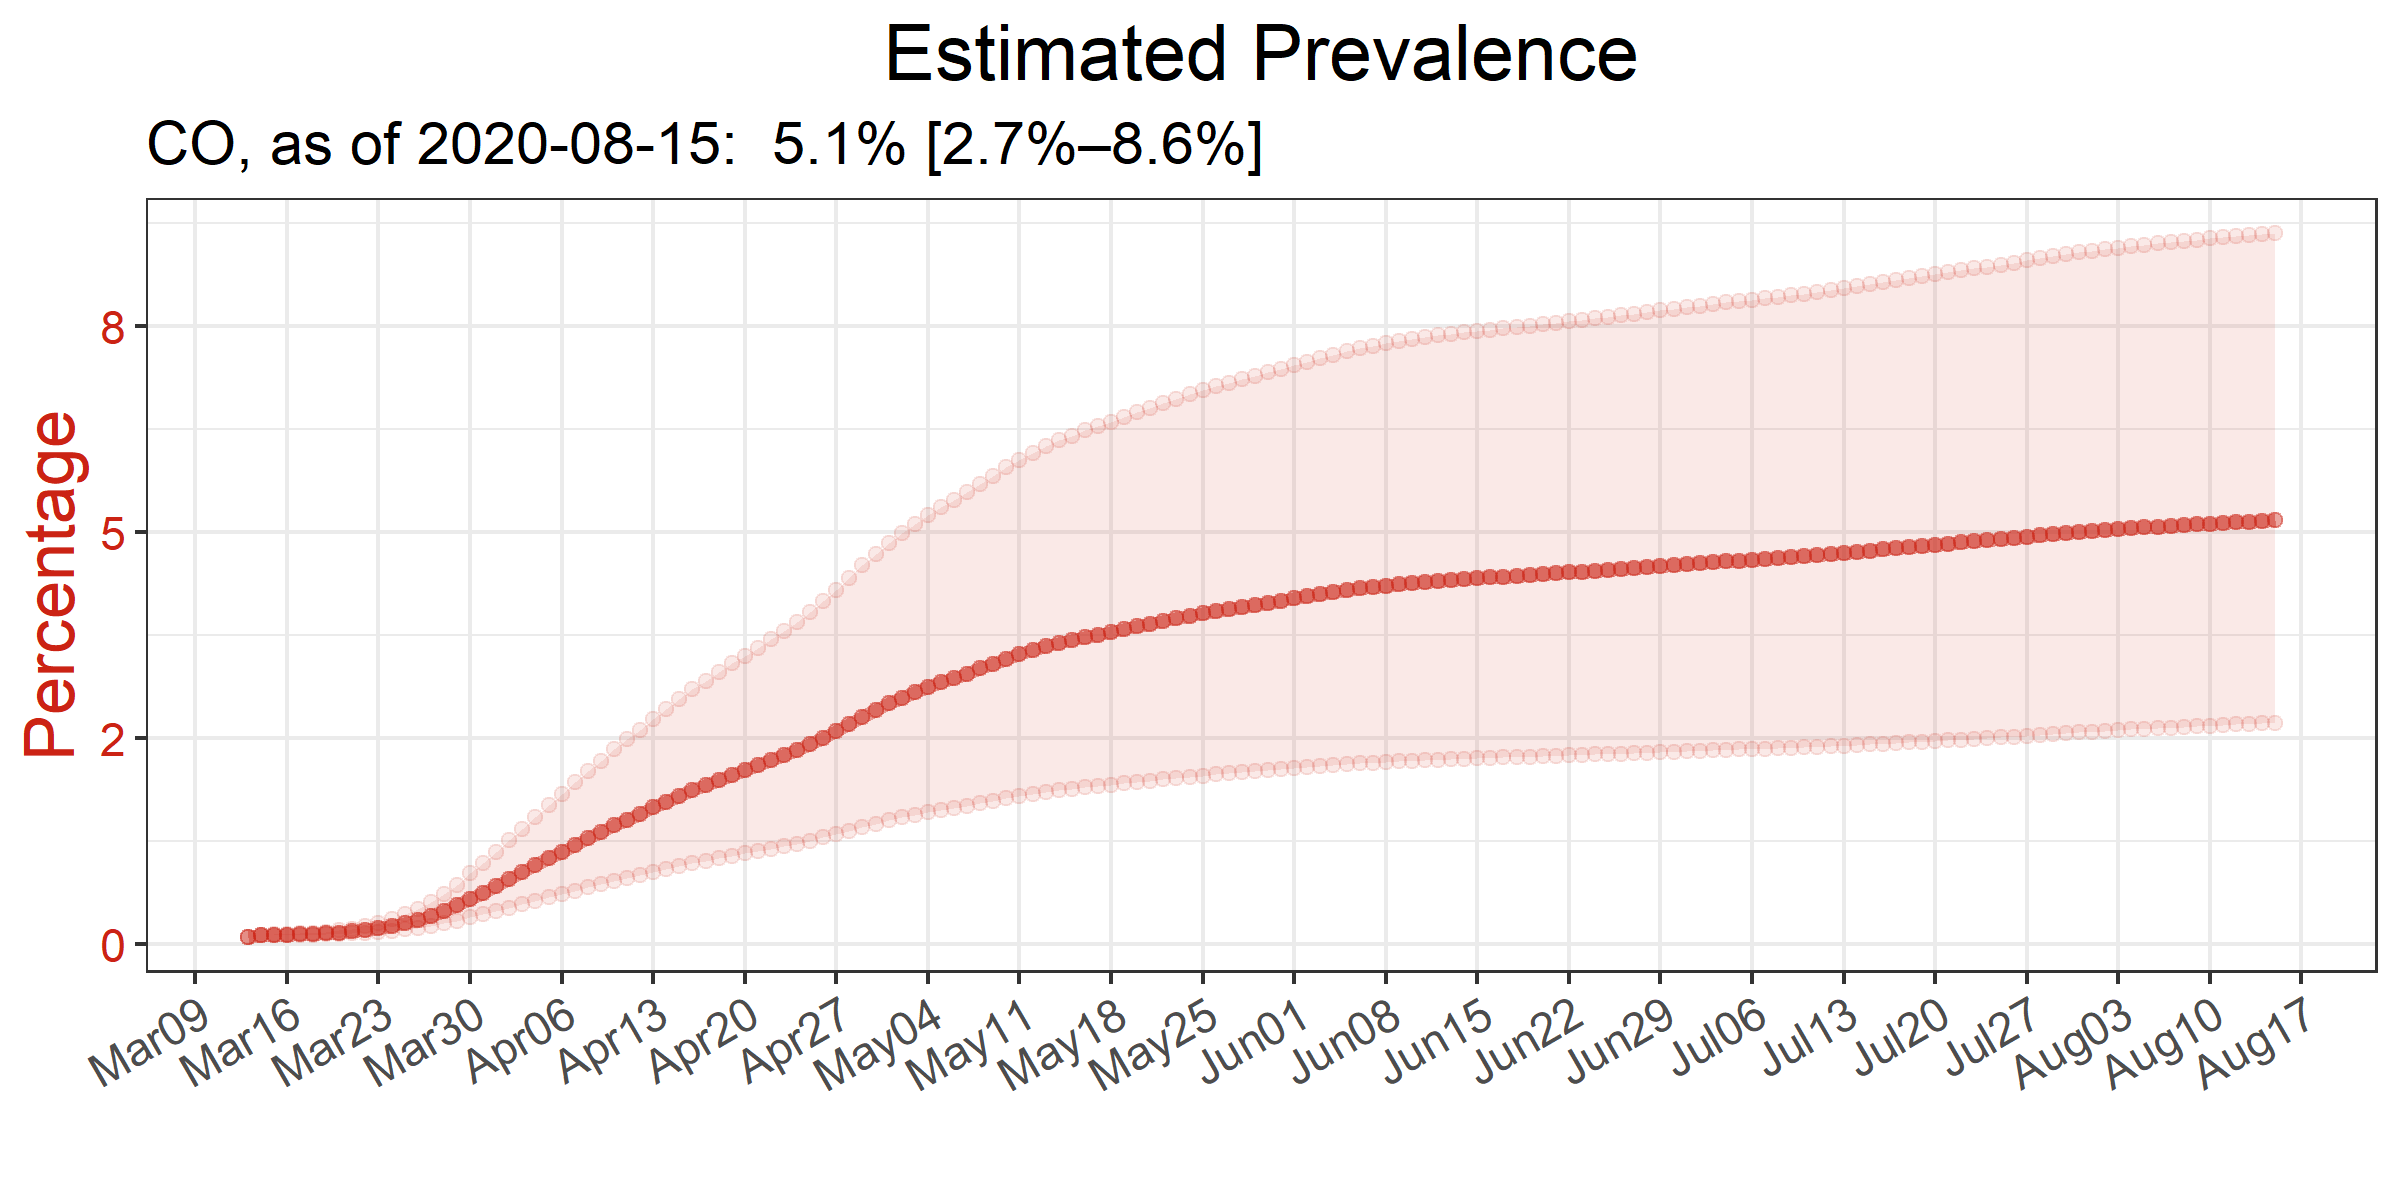 Estimated Prevalence
CO, as of 2020-08-15:  5.1% [2.7%–8.6%]
Percentage
8
5
2
0
Mar09
Mar16
Mar23
Mar30
Apr06
Apr13
Apr20
Apr27
May04
May11
May18
May25
Jun01
Jun08
Jun15
Jun22
Jun29
Jul06
Jul13
Jul20
Jul27
Aug03
Aug10
Aug17